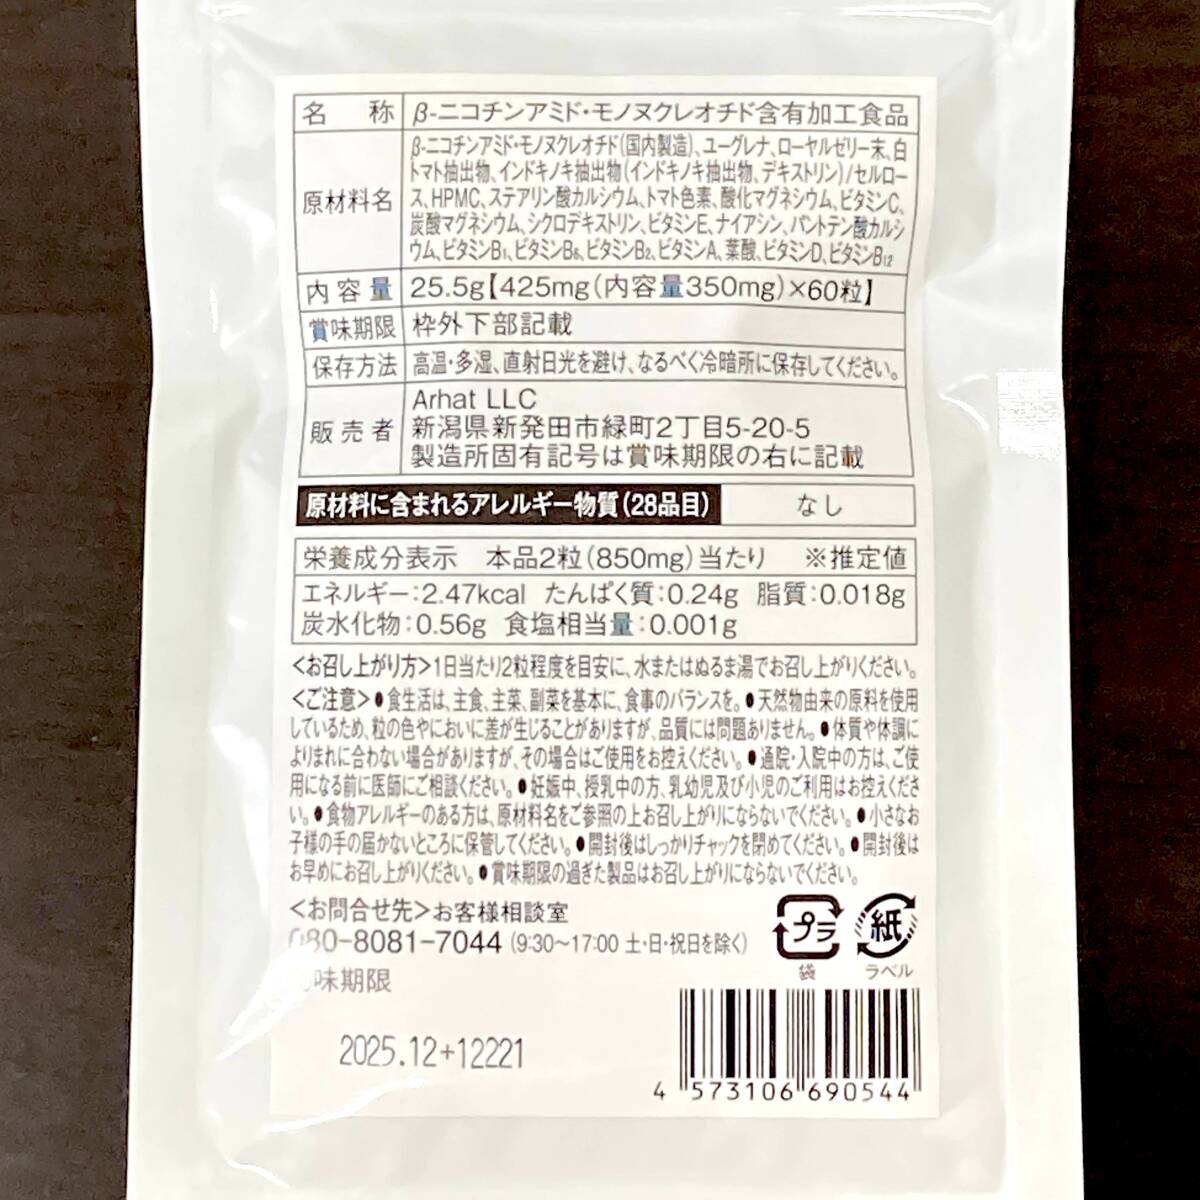 名称 β-ニコチンアミド・モノヌクレオチド含有加工食品
原材料名
β-ニコチンアミド・モノヌクレオチド(国内製造)、ユーグレナ、ローヤルゼリー末、白
トマト抽出物、インドキノキ抽出物(インドキノキ抽出物、デキストリン)/セルロー
ス、HPMC、ステアリン酸カルシウム、トマト色素、酸化マグネシウム、ビタミンC、
炭酸マグネシウム、シクロデキストリン、ビタミンE、ナイアシン、パントテン酸カルシ
ウム、ビタミンB₁、ビタミンB₆、ビタミンB₂、ビタミンA、葉酸、ビタミンD、ビタミンB₁₂
内容量 25.5g【425mg(内容量350mg)×60粒】
賞味期限 枠外下部記載
保存方法 高温・多湿、直射日光を避け、なるべく冷暗所に保存してください。
販売者
Arhat LLC
新潟県新発田市緑町2丁目5-20-5
製造所固有記号は賞味期限の右に記載
原材料に含まれるアレルギー物質(28品目) なし
栄養成分表示 本品2粒(850mg)当たり ※推定値
エネルギー:2.47kcal たんぱく質:0.24g 脂質:0.018g
炭水化物:0.56g 食塩相当量:0.001g
<お召し上がり方>1日当たり2粒程度を目安に、水またはぬるま湯でお召し上がりください。
<ご注意>●食生活は、主食、主菜、副菜を基本に、食事のバランスを。●天然物由来の原料を使用
しているため、粒の色やにおいに差が生じることがありますが、品質には問題ありません。●体質や体調に
よりまれに合わない場合がありますが、その場合はご使用をお控えください。●通院・入院中の方は、ご使
用になる前に医師にご相談ください。●妊娠中、授乳中の方、乳幼児及び小児のご利用はお控えくださ
い。●食物アレルギーのある方は、原材料名をご参照の上お召し上がりにならないでください。●小さなお
子様の手の届かないところに保管してください。●開封後はしっかりチャックを閉めてください。●開封後は
お早めにお召し上がりください。●賞味期限の過ぎた製品はお召し上がりにならないでください。
<お問合せ先>お客様相談室
080-8081-7044(9:30~17:00 土・日・祝日を除く)
プラ
袋
紙
ラベル
賞味期限
2025.12+12221
4 573106 690544